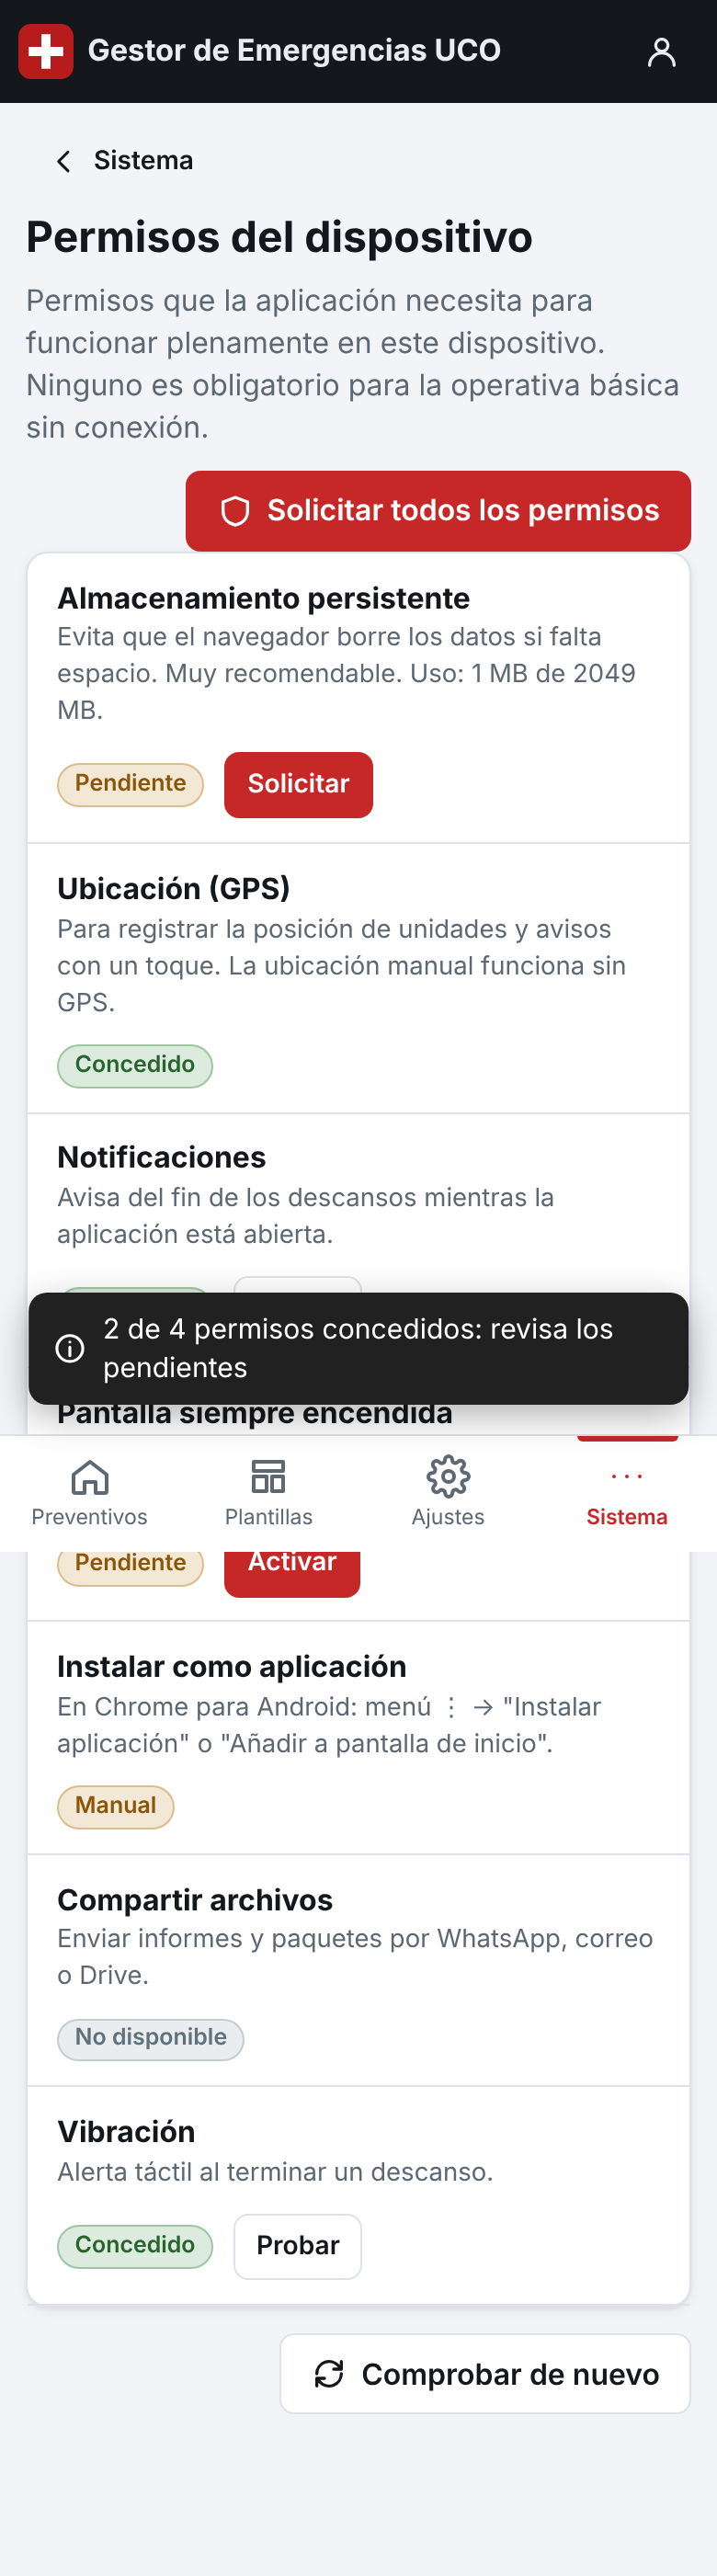 Gestor de Emergencias UCO
Sistema
Permisos del dispositivo
Permisos que la aplicación necesita para
funcionar plenamente en este dispositivo.
Ninguno es obligatorio para la operativa básica
sin conexión.
Solicitar todos los permisos
Almacenamiento persistente
Evita que el navegador borre los datos si falta
espacio. Muy recomendable. Uso: 1 MB de 2049
MB.
Pendiente
Solicitar
Ubicación (GPS)
Para registrar la posición de unidades y avisos
con un toque. La ubicación manual funciona sin
GPS.
Concedido
Notificaciones
Avisa del fin de los descansos mientras la
aplicación está abierta.
2 de 4 permisos concedidos: revisa los
pendientes
Pantalla siempre encendida
Preventivos
Plantillas
Ajustes
Sistema
Pendiente
Activar
Instalar como aplicación
En Chrome para Android: menú ⋮ → "Instalar
aplicación" o "Añadir a pantalla de inicio".
Manual
Compartir archivos
Enviar informes y paquetes por WhatsApp, correo
o Drive.
No disponible
Vibración
Alerta táctil al terminar un descanso.
Concedido
Probar
Comprobar de nuevo